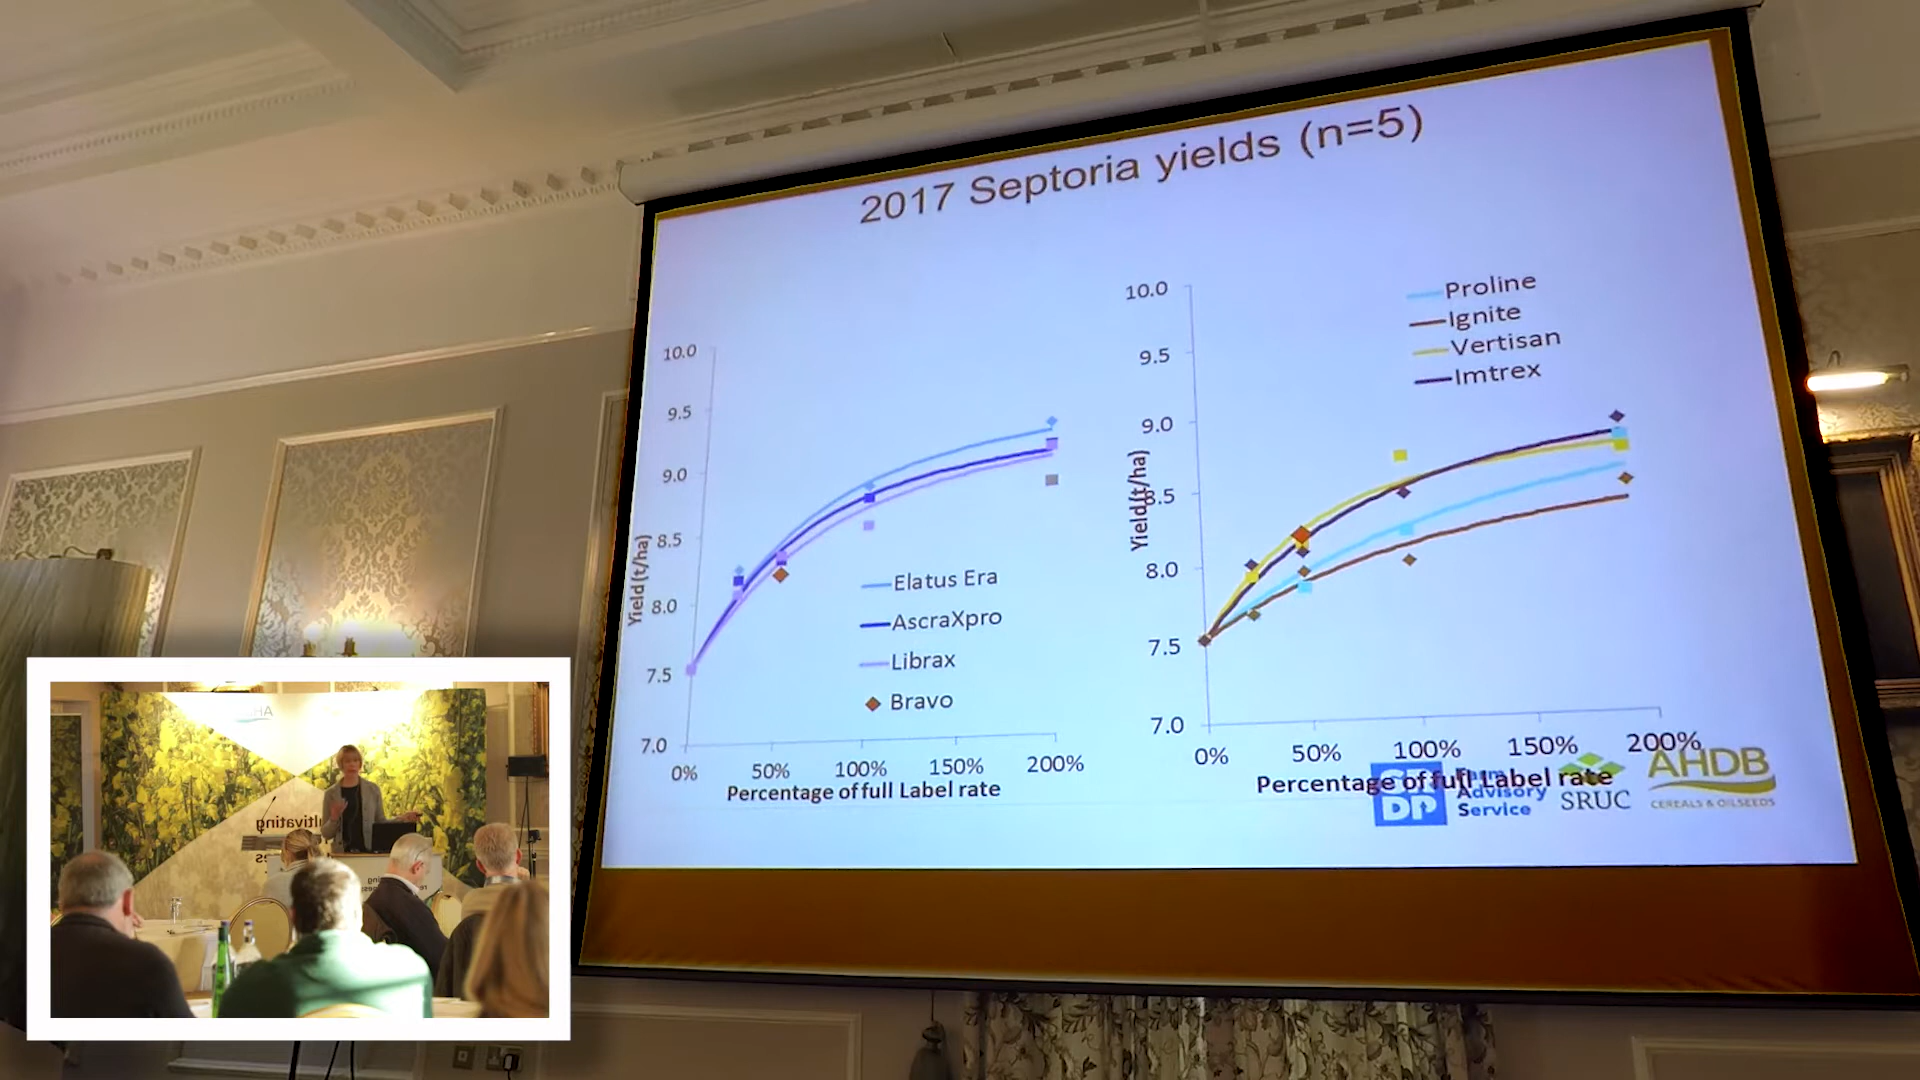 2017 Septoria yields (n=5)
10.0
9.5
9.0
8.5
8.0
7.5
7.0
Yield (t/ha)
0% 50% 100% 150% 200%
Percentage of full Label rate
Elatus Era
AscraXpro
Librax
Bravo
10.0
9.5
9.0
8.5
8.0
7.5
7.0
Yield (t/ha)
0% 50% 100% 150% 200%
Percentage of full Label rate
Proline
Ignite
Vertisan
Imtrex
DP
Advisory
Service
SRUC
AHDB
CEREALS & OILSEEDS